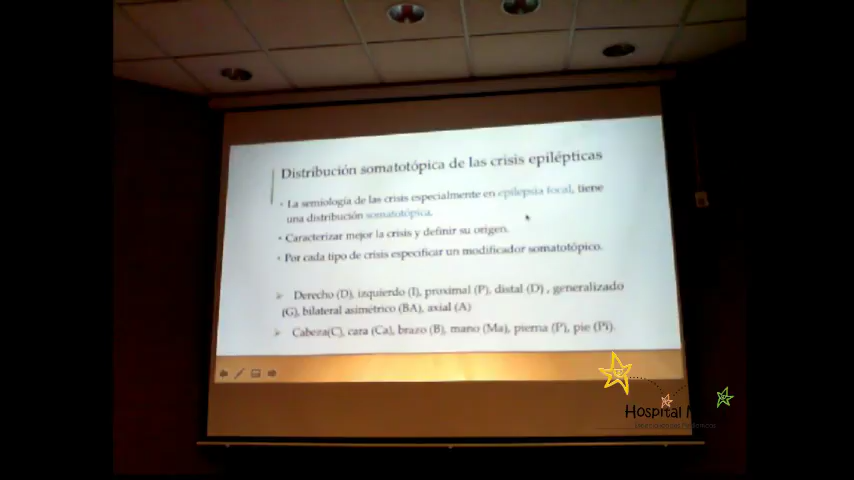 Distribución somatotópica de las crisis epilépticas
La semiología de las crisis especialmente en epilepsia focal, tiene
una distribución somatotópica.
Caracterizar mejor la crisis y definir su origen.
Por cada tipo de crisis especificar un modificador somatotópico.
Derecho (D), izquierdo (I), proximal (P), distal (D) , generalizado
(G), bilateral asimétrico (BA), axial (A)
Cabeza(C), cara (Ca), brazo (B), mano (Ma), pierna (P), pie (Pi).
Hospital